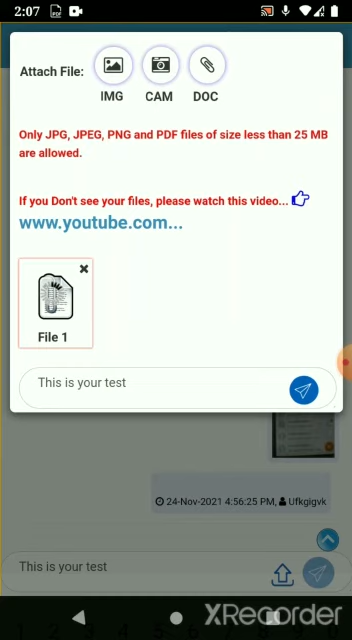 2:07
Attach File:
IMG CAM DOC
Only JPG, JPEG, PNG and PDF files of size less than 25 MB
are allowed.
If you Don't see your files, please watch this video...
www.youtube.com...
File 1
This is your test
24-Nov-2021 4:56:25 PM, Ufkgigvk
This is your test
XRecorder